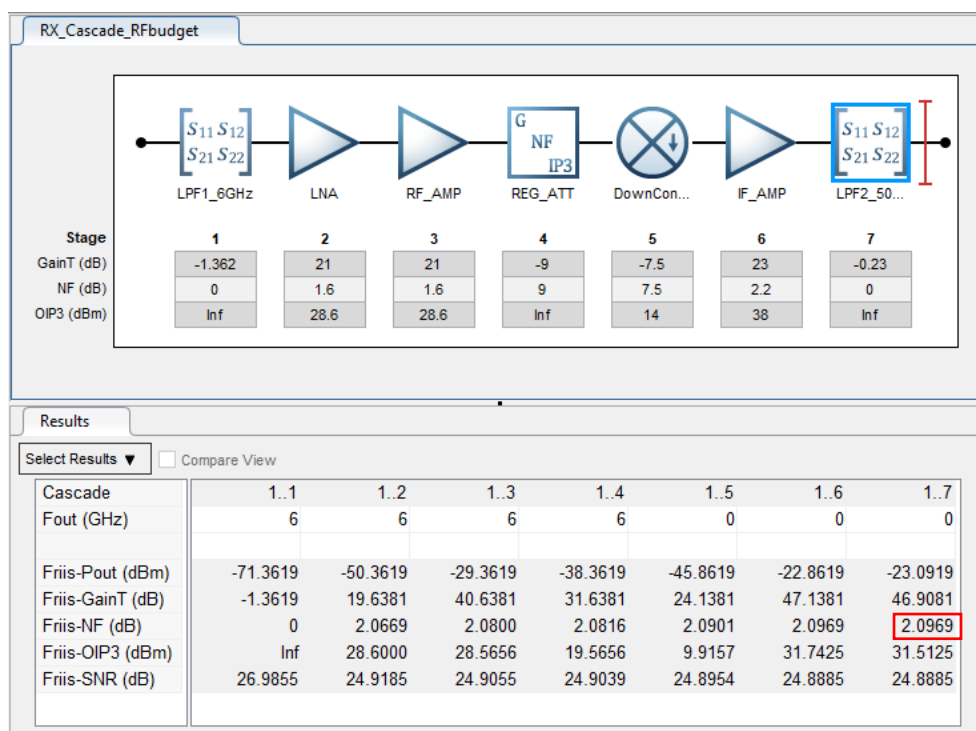 RX_Cascade_RFbudget
S11 S12
S21 S22
G
NF
IP3
S11 S12
S21 S22
LPF1_6GHz LNA RF_AMP REG_ATT DownCon... IF_AMP LPF2_50...
Stage 1 2 3 4 5 6 7
GainT (dB) -1.362 21 21 -9 -7.5 23 -0.23
NF (dB) 0 1.6 1.6 9 7.5 2.2 0
OIP3 (dBm) Inf 28.6 28.6 Inf 14 38 Inf
Results
Select Results ▼ Compare View
Cascade 1..1 1..2 1..3 1..4 1..5 1..6 1..7
Fout (GHz) 6 6 6 6 0 0 0
Friis-Pout (dBm) -71.3619 -50.3619 -29.3619 -38.3619 -45.8619 -22.8619 -23.0919
Friis-GainT (dB) -1.3619 19.6381 40.6381 31.6381 24.1381 47.1381 46.9081
Friis-NF (dB) 0 2.0669 2.0800 2.0816 2.0901 2.0969 2.0969
Friis-OIP3 (dBm) Inf 28.6000 28.5656 19.5656 9.9157 31.7425 31.5125
Friis-SNR (dB) 26.9855 24.9185 24.9055 24.9039 24.8954 24.8885 24.8885